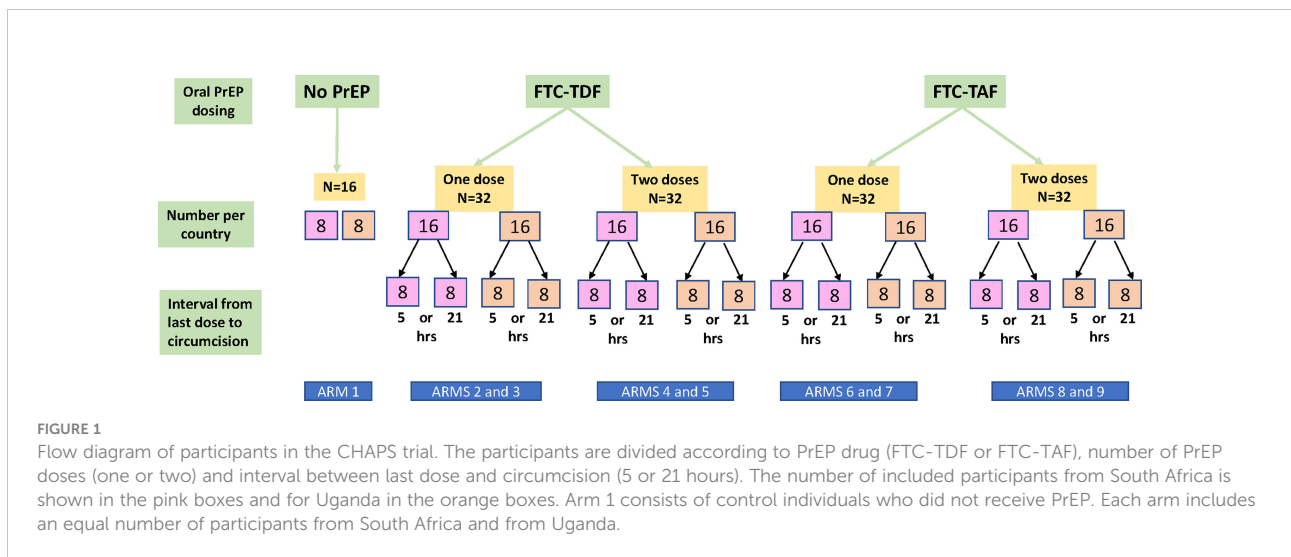 Oral PrEP
dosing
No PrEP
FTC-TDF
FTC-TAF
N=16
One dose
N=32
Two doses
N=32
One dose
N=32
Two doses
N=32
Number per
country
8 8
16 16
16 16
16 16
16 16
Interval from
last dose to
circumcision
8 8 8 8
8 8 8 8
8 8 8 8
8 8 8 8
5 or 21 5 or 21 5 or 21 5 or 21 5 or 21 5 or 21 5 or 21 5 or 21
hrs hrs hrs hrs hrs hrs hrs hrs
ARM 1
ARMS 2 and 3
ARMS 4 and 5
ARMS 6 and 7
ARMS 8 and 9
FIGURE 1
Flow diagram of participants in the CHAPS trial. The participants are divided according to PrEP drug (FTC-TDF or FTC-TAF), number of PrEP
doses (one or two) and interval between last dose and circumcision (5 or 21 hours). The number of included participants from South Africa is
shown in the pink boxes and for Uganda in the orange boxes. Arm 1 consists of control individuals who did not receive PrEP. Each arm includes
an equal number of participants from South Africa and from Uganda.